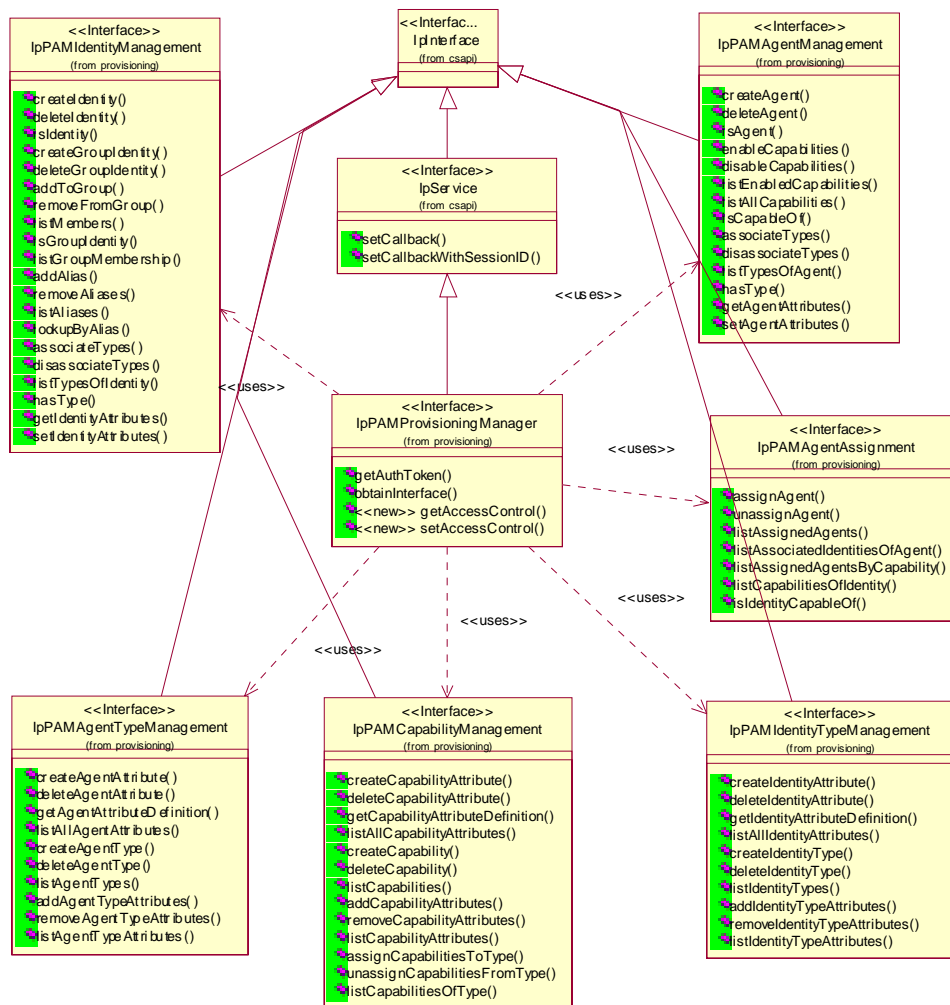 <<Interface>>
IpPAMIdentityManagement
(from provisioning)
createIdentity()
deleteIdentity()
isIdentity()
createGroupIdentity()
deleteGroupIdentity()
addToGroup()
removeFromGroup()
listMembers()
isGroupIdentity()
listGroupMembership()
addAlias()
removeAliases()
listAliases()
lookupByAlias()
associateTypes()
disassociateTypes()
listTypesOfIdentity()
hasType()
getIdentityAttributes()
setIdentityAttributes()
<<Interfac...
IpInterface
(from csapi)
<<Interface>>
IpPAMAgentManagement
(from provisioning)
createAgent()
deleteAgent()
isAgent()
enableCapabilities()
disableCapabilities()
listEnabledCapabilities()
listAllCapabilities()
isCapableOf()
associateTypes()
disassociateTypes()
listTypesOfAgent()
hasType()
getAgentAttributes()
setAgentAttributes()
<<Interface>>
IpService
(from csapi)
setCallback()
setCallbackWithSessionID()
<<uses>>
<<uses>>
<<Interface>>
IpPAMProvisioningManager
(from provisioning)
getAuthToken()
obtainInterface()
<<new>> getAccessControl()
<<new>> setAccessControl()
<<uses>>
<<Interface>>
IpPAMAgentAssignment
(from provisioning)
assignAgent()
unassignAgent()
listAssignedAgents()
listAssociatedIdentitiesOfAgent()
listAssignedAgentsByCapability()
listCapabilitiesOfIdentity()
isIdentityCapableOf()
<<uses>>
<<uses>>
<<uses>>
<<Interface>>
IpPAMAgentTypeManagement
(from provisioning)
createAgentAttribute()
deleteAgentAttribute()
getAgentAttributeDefinition()
listAllAgentAttributes()
createAgentType()
deleteAgentType()
listAgentTypes()
addAgentTypeAttributes()
removeAgentTypeAttributes()
listAgentTypeAttributes()
<<Interface>>
IpPAMCapabilityManagement
(from provisioning)
createCapabilityAttribute()
deleteCapabilityAttribute()
getCapabilityAttributeDefinition()
listAllCapabilityAttributes()
createCapability()
deleteCapability()
listCapabilities()
addCapabilityAttributes()
removeCapabilityAttributes()
listCapabilityAttributes()
assignCapabilitiesToType()
unassignCapabilitiesFromType()
listCapabilitiesOfType()
<<Interface>>
IpPAMIdentityTypeManagement
(from provisioning)
createIdentityAttribute()
deleteIdentityAttribute()
getIdentityAttributeDefinition()
listAllIdentityAttributes()
createIdentityType()
deleteIdentityType()
listIdentityTypes()
addIdentityTypeAttributes()
removeIdentityTypeAttributes()
listIdentityTypeAttributes()